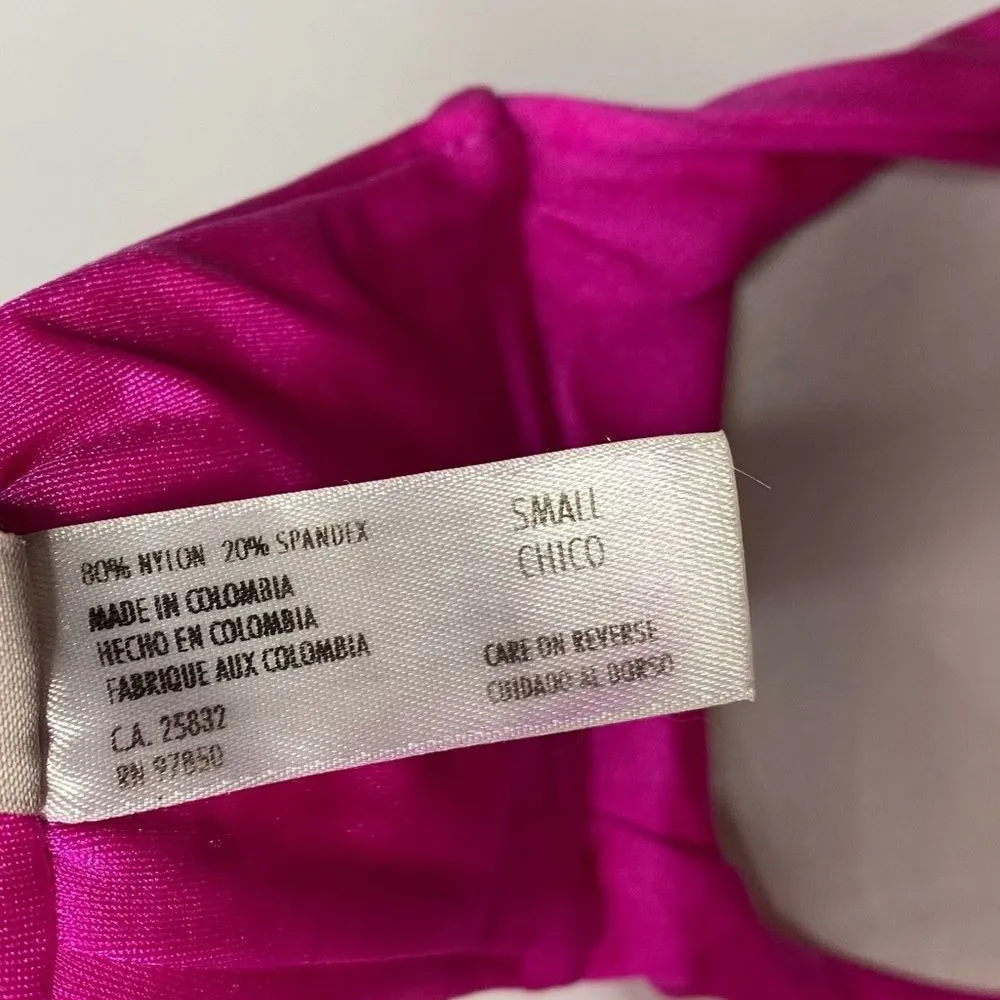 80% NYLON 20% SPANDEX
MADE IN COLOMBIA
HECHO EN COLOMBIA
FABRIQUE AUX COLOMBIA
C.A. 25832
RN 97850
SMALL
CHICO
CARE ON REVERSE
CUIDADO AL DORSO